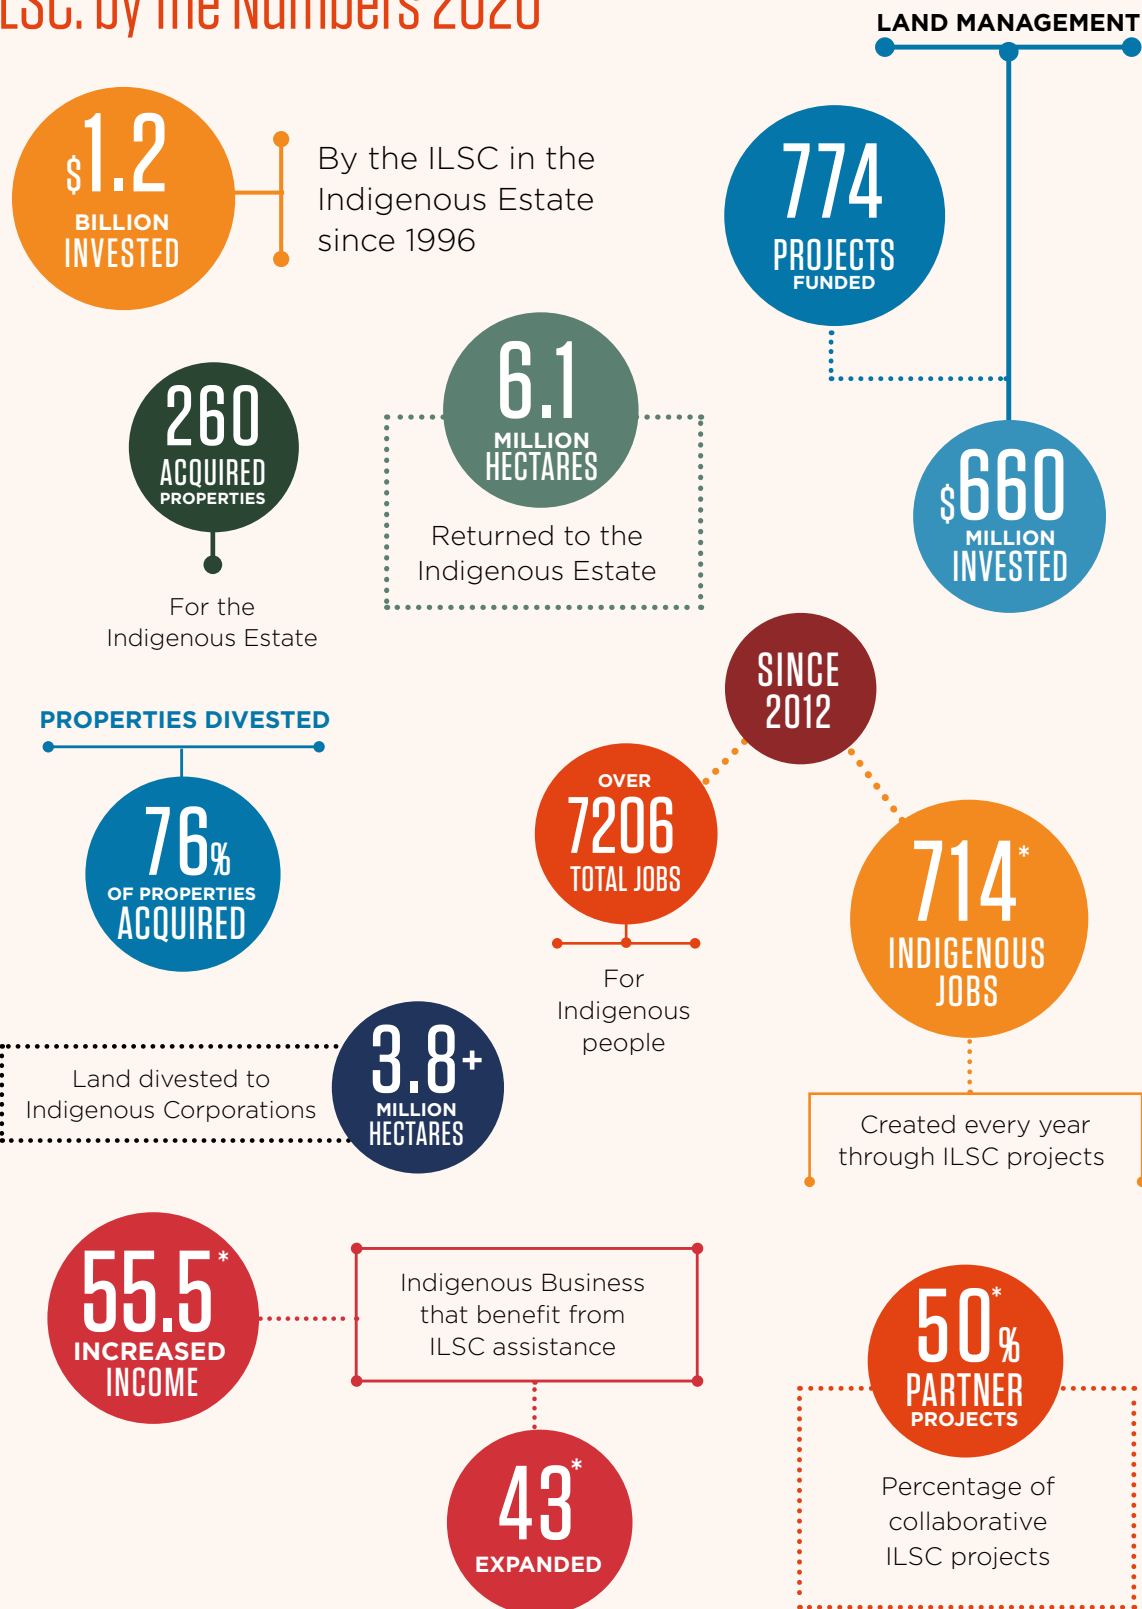 LSC: by the Numbers 2020
LAND MANAGEMENT
$1.2
BILLION
INVESTED
By the ILSC in the
Indigenous Estate
since 1996
774
PROJECTS
FUNDED
260
ACQUIRED
PROPERTIES
For the
Indigenous Estate
6.1
MILLION
HECTARES
Returned to the
Indigenous Estate
$660
MILLION
INVESTED
PROPERTIES DIVESTED
76%
OF PROPERTIES
ACQUIRED
SINCE
2012
OVER
7206
TOTAL JOBS
For
Indigenous
people
714*
INDIGENOUS
JOBS
Created every year
through ILSC projects
Land divested to
Indigenous Corporations
3.8+
MILLION
HECTARES
55.5*
INCREASED
INCOME
Indigenous Business
that benefit from
ILSC assistance
43*
EXPANDED
50*%
PARTNER
PROJECTS
Percentage of
collaborative
ILSC projects